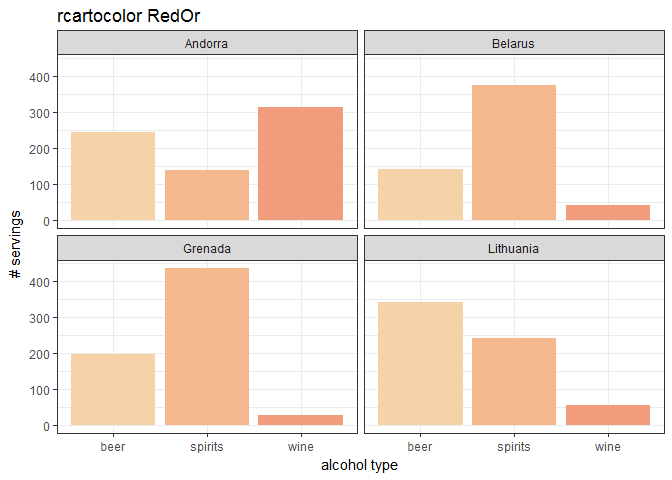 rcartocolor RedOr
Andorra
Belarus
400
300
200
100
0
Grenada
Lithuania
400
300
200
100
0
# servings
beer spirits wine beer spirits wine
alcohol type